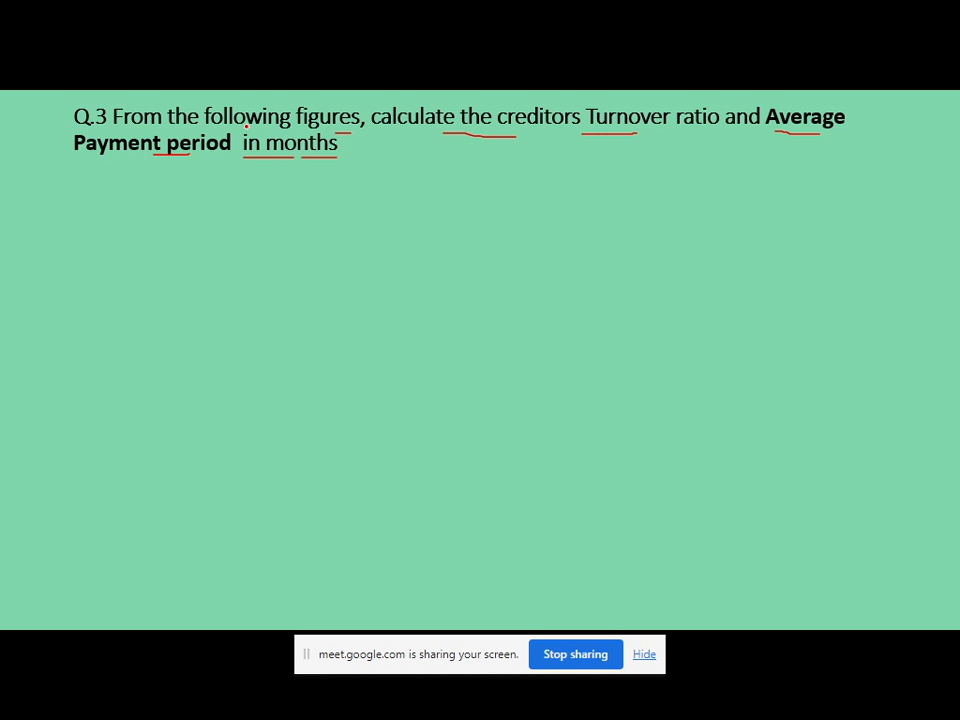 Q.3 From the following figures, calculate the creditors Turnover ratio and Average
Payment period in months
meet.google.com is sharing your screen. Stop sharing Hide